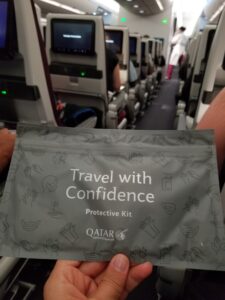 Travel with
Confidence
Protective Kit
QATAR